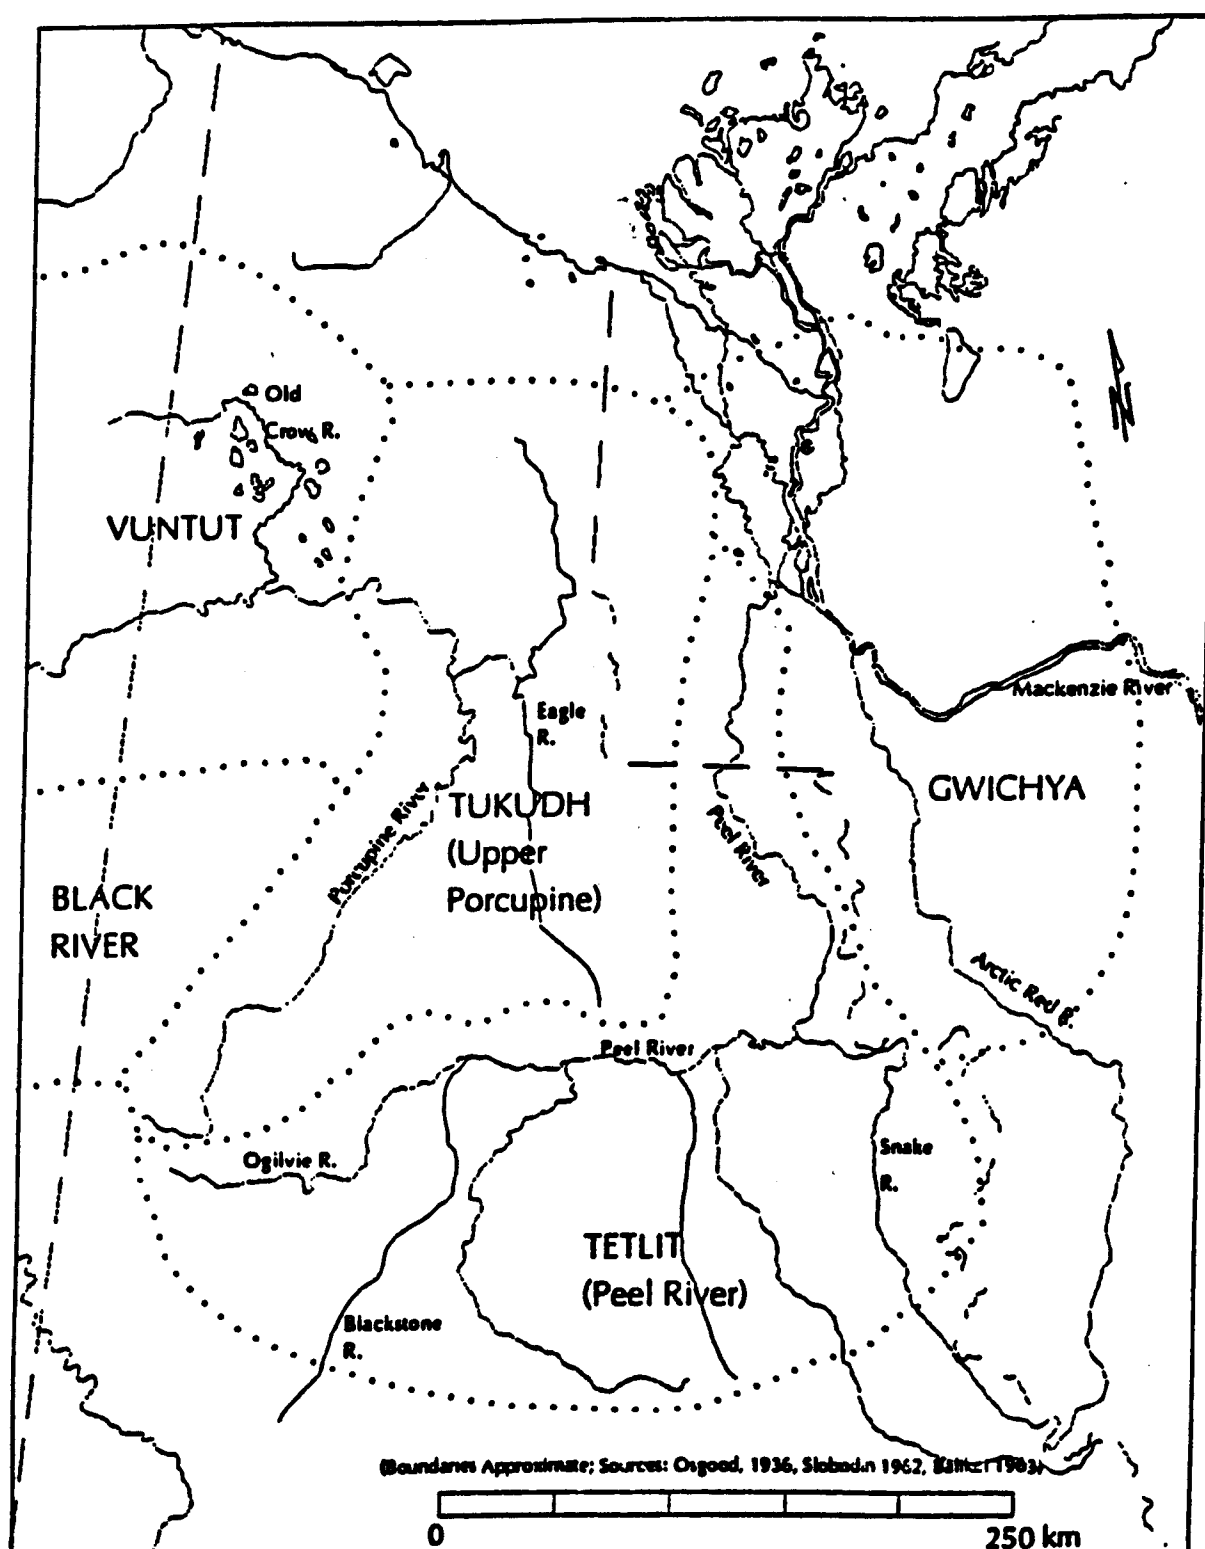 Old
Crow R.
VUNTUT
Eagle
R.
Mackenzie River
TUKUDH
(Upper
Porcupine)
Porcupine River
Peel River
GWICHYA
BLACK
RIVER
Arctic Red R.
Peel River
Ogilvie R.
Snake
R.
TETLIT
(Peel River)
Blackstone
R.
(Boundaries Approximate; Sources: Osgood, 1936, Slobodin 1962,
0 250 km
N